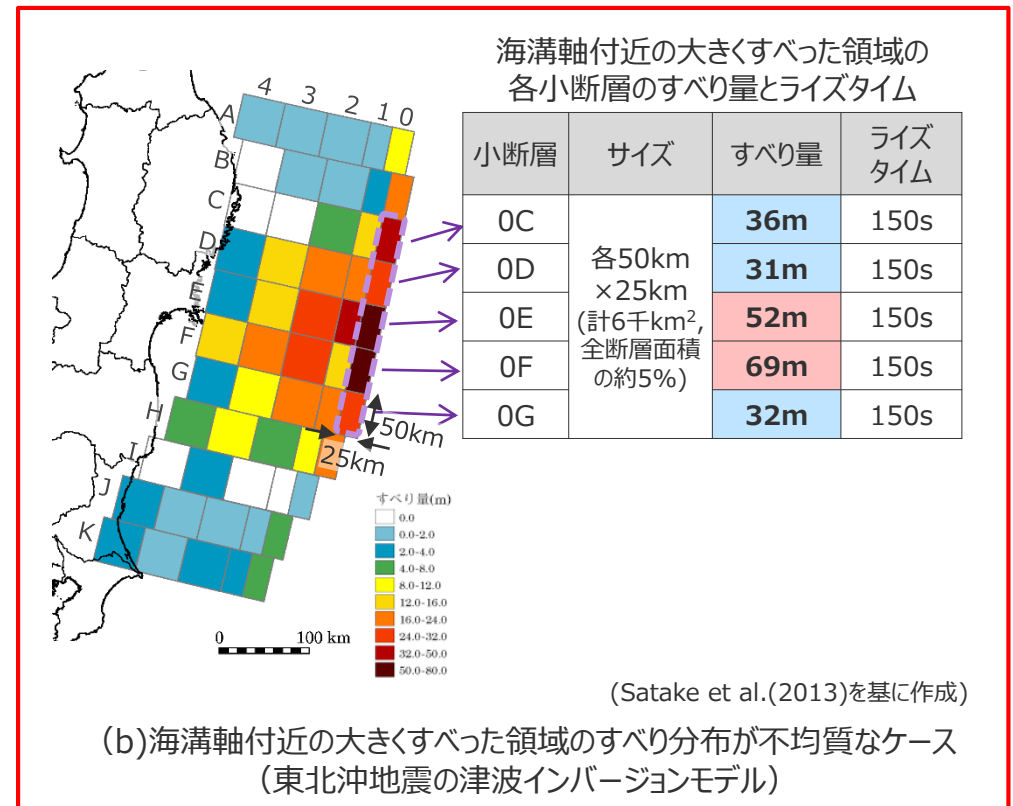 海溝軸付近の大きくすべった領域の
各小断層のすべり量とライズタイム
小断層 サイズ すべり量 ライズ
タイム
0C 36m 150s
0D 31m 150s
0E 52m 150s
0F 69m 150s
0G 32m 150s
各50km
×25km
(計6千km²,
全断層面積
の約5%)
4 3 2 1 0
A
B
C
D
E
F
G
H
I
J
K
50km
25km
すべり量(m)
0.0
0.0-2.0
2.0-4.0
4.0-8.0
8.0-12.0
12.0-16.0
16.0-24.0
24.0-32.0
32.0-50.0
50.0-80.0
0 100 km
(Satake et al.(2013)を基に作成)
(b)海溝軸付近の大きくすべった領域のすべり分布が不均質なケース
(東北沖地震の津波インバージョンモデル)